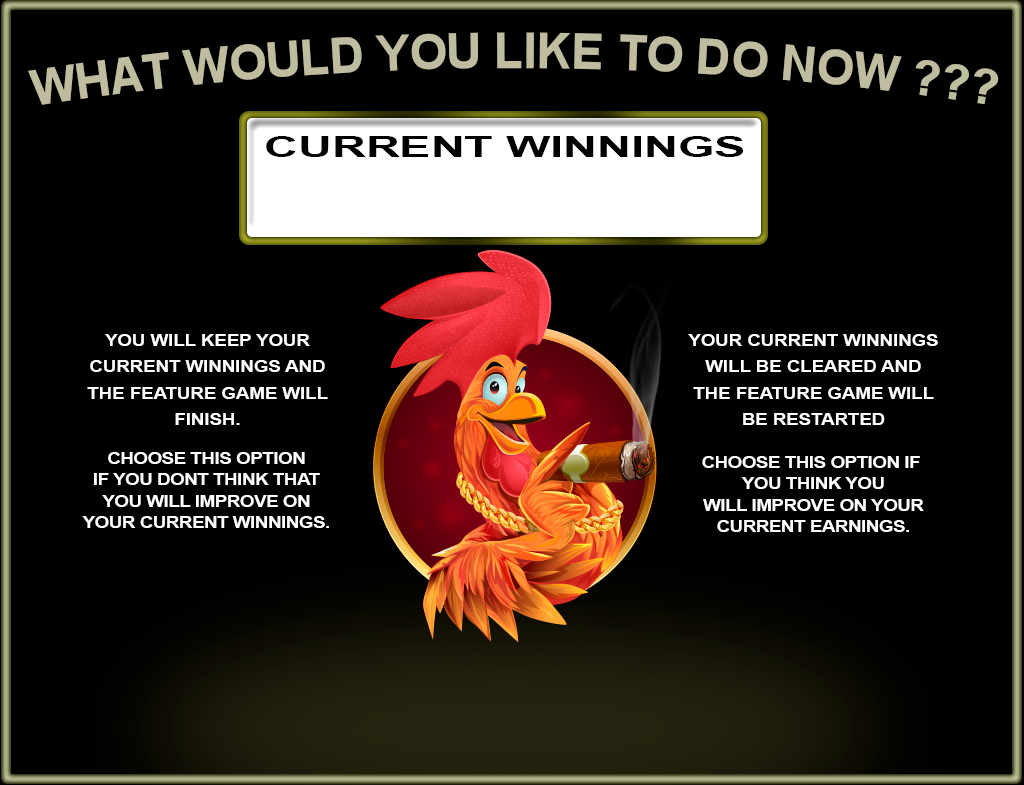 WHAT WOULD YOU LIKE TO DO NOW ???
CURRENT WINNINGS
YOU WILL KEEP YOUR
CURRENT WINNINGS AND
THE FEATURE GAME WILL
FINISH.
CHOOSE THIS OPTION
IF YOU DONT THINK THAT
YOU WILL IMPROVE ON
YOUR CURRENT WINNINGS.
YOUR CURRENT WINNINGS
WILL BE CLEARED AND
THE FEATURE GAME WILL
BE RESTARTED
CHOOSE THIS OPTION IF
YOU THINK YOU
WILL IMPROVE ON YOUR
CURRENT EARNINGS.